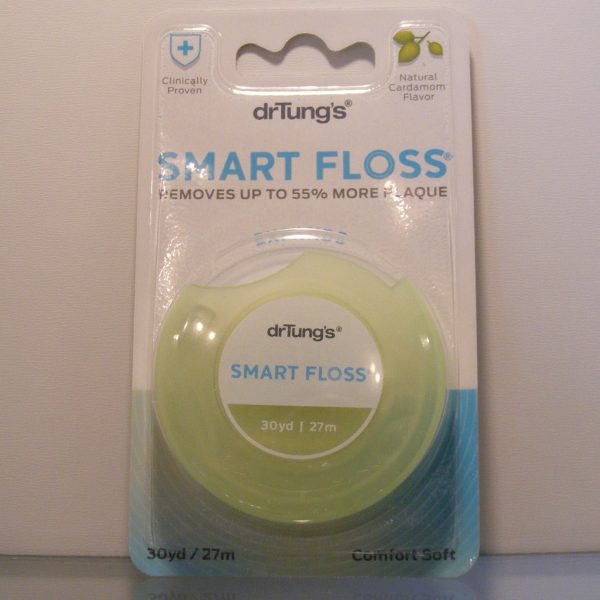 Clinically
Proven
Natural
Cardamom
Flavor
drTung's®
SMART FLOSS®
REMOVES UP TO 55% MORE PLAQUE
drTung's®
SMART FLOSS®
30yd | 27m
30yd / 27m
Comfort Soft